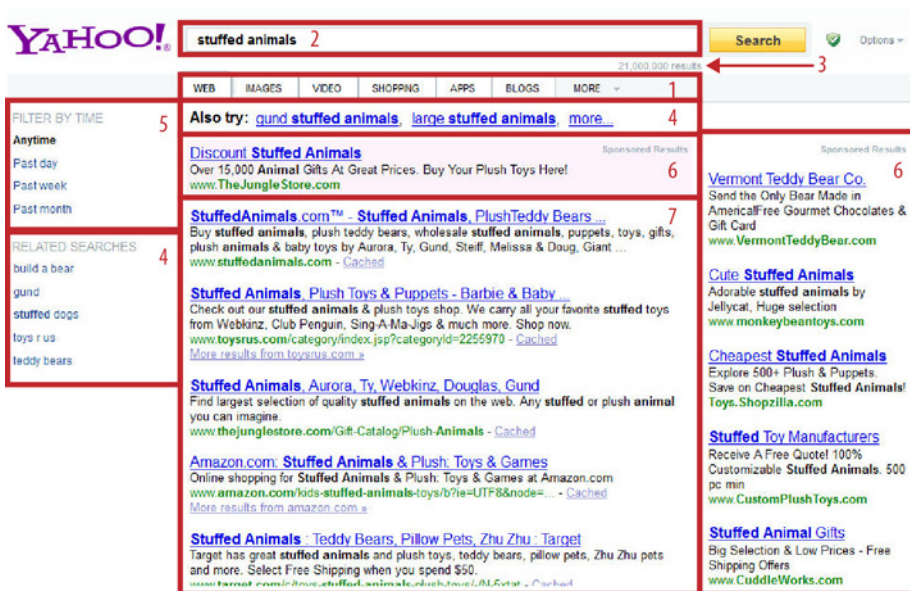 YAHOO!®
stuffed animals 2
Search
Options
21,000,000 results
3
WEB IMAGES VIDEO SHOPPING APPS BLOGS MORE 1
FILTER BY TIME 5
Anytime
Past day
Past week
Past month
RELATED SEARCHES 4
build a bear
gund
stuffed dogs
toys r us
teddy bears
Also try: gund stuffed animals, large stuffed animals, more... 4
Discount Stuffed Animals
Sponsored Results
Over 15,000 Animal Gifts At Great Prices. Buy Your Plush Toys Here! 6
www.TheJungleStore.com
StuffedAnimals.com™ - Stuffed Animals, PlushTeddy Bears ... 7
Buy stuffed animals, plush teddy bears, wholesale stuffed animals, puppets, toys, gifts,
plush animals & baby toys by Aurora, Ty, Gund, Steiff, Melissa & Doug, Giant ...
www.stuffedanimals.com - Cached
Stuffed Animals, Plush Toys & Puppets - Barbie & Baby ...
Check out our stuffed animals & plush toys shop. We carry all your favorite stuffed toys
from Webkinz, Club Penguin, Sing-A-Ma-Jigs & much more. Shop now.
www.toysrus.com/category/index.jsp?categoryId=2255970 - Cached
More results from toysrus.com »
Stuffed Animals, Aurora, Ty, Webkinz, Douglas, Gund
Find largest selection of quality stuffed animals on the web. Any stuffed or plush animal
you can imagine.
www.thejunglestore.com/Gift-Catalog/Plush-Animals - Cached
Amazon.com: Stuffed Animals & Plush: Toys & Games
Online shopping for Stuffed Animals & Plush: Toys & Games at Amazon.com
www.amazon.com/kids-stuffed-animals-toys/b?ie=UTF8&node=... - Cached
More results from amazon.com »
Stuffed Animals : Teddy Bears, Pillow Pets, Zhu Zhu : Target
Target has great stuffed animals and plush toys, teddy bears, pillow pets, Zhu Zhu pets
and more. Select Free Shipping when you spend $50.
www.target.com/c/toys-stuffed-animals-plush-toys/-/N-5xtat - Cached
Sponsored Results
6
Vermont Teddy Bear Co.
Send the Only Bear Made in
America!Free Gourmet Chocolates &
Gift Card
www.VermontTeddyBear.com
Cute Stuffed Animals
Adorable stuffed animals by
Jellycat, Huge selection
www.monkeybeantoys.com
Cheapest Stuffed Animals
Explore 500+ Plush & Puppets.
Save on Cheapest Stuffed Animals!
Toys.Shopzilla.com
Stuffed Toy Manufacturers
Receive A Free Quote! 100%
Customizable Stuffed Animals. 500
pc min
www.CustomPlushToys.com
Stuffed Animal Gifts
Big Selection & Low Prices - Free
Shipping Offers
www.CuddleWorks.com